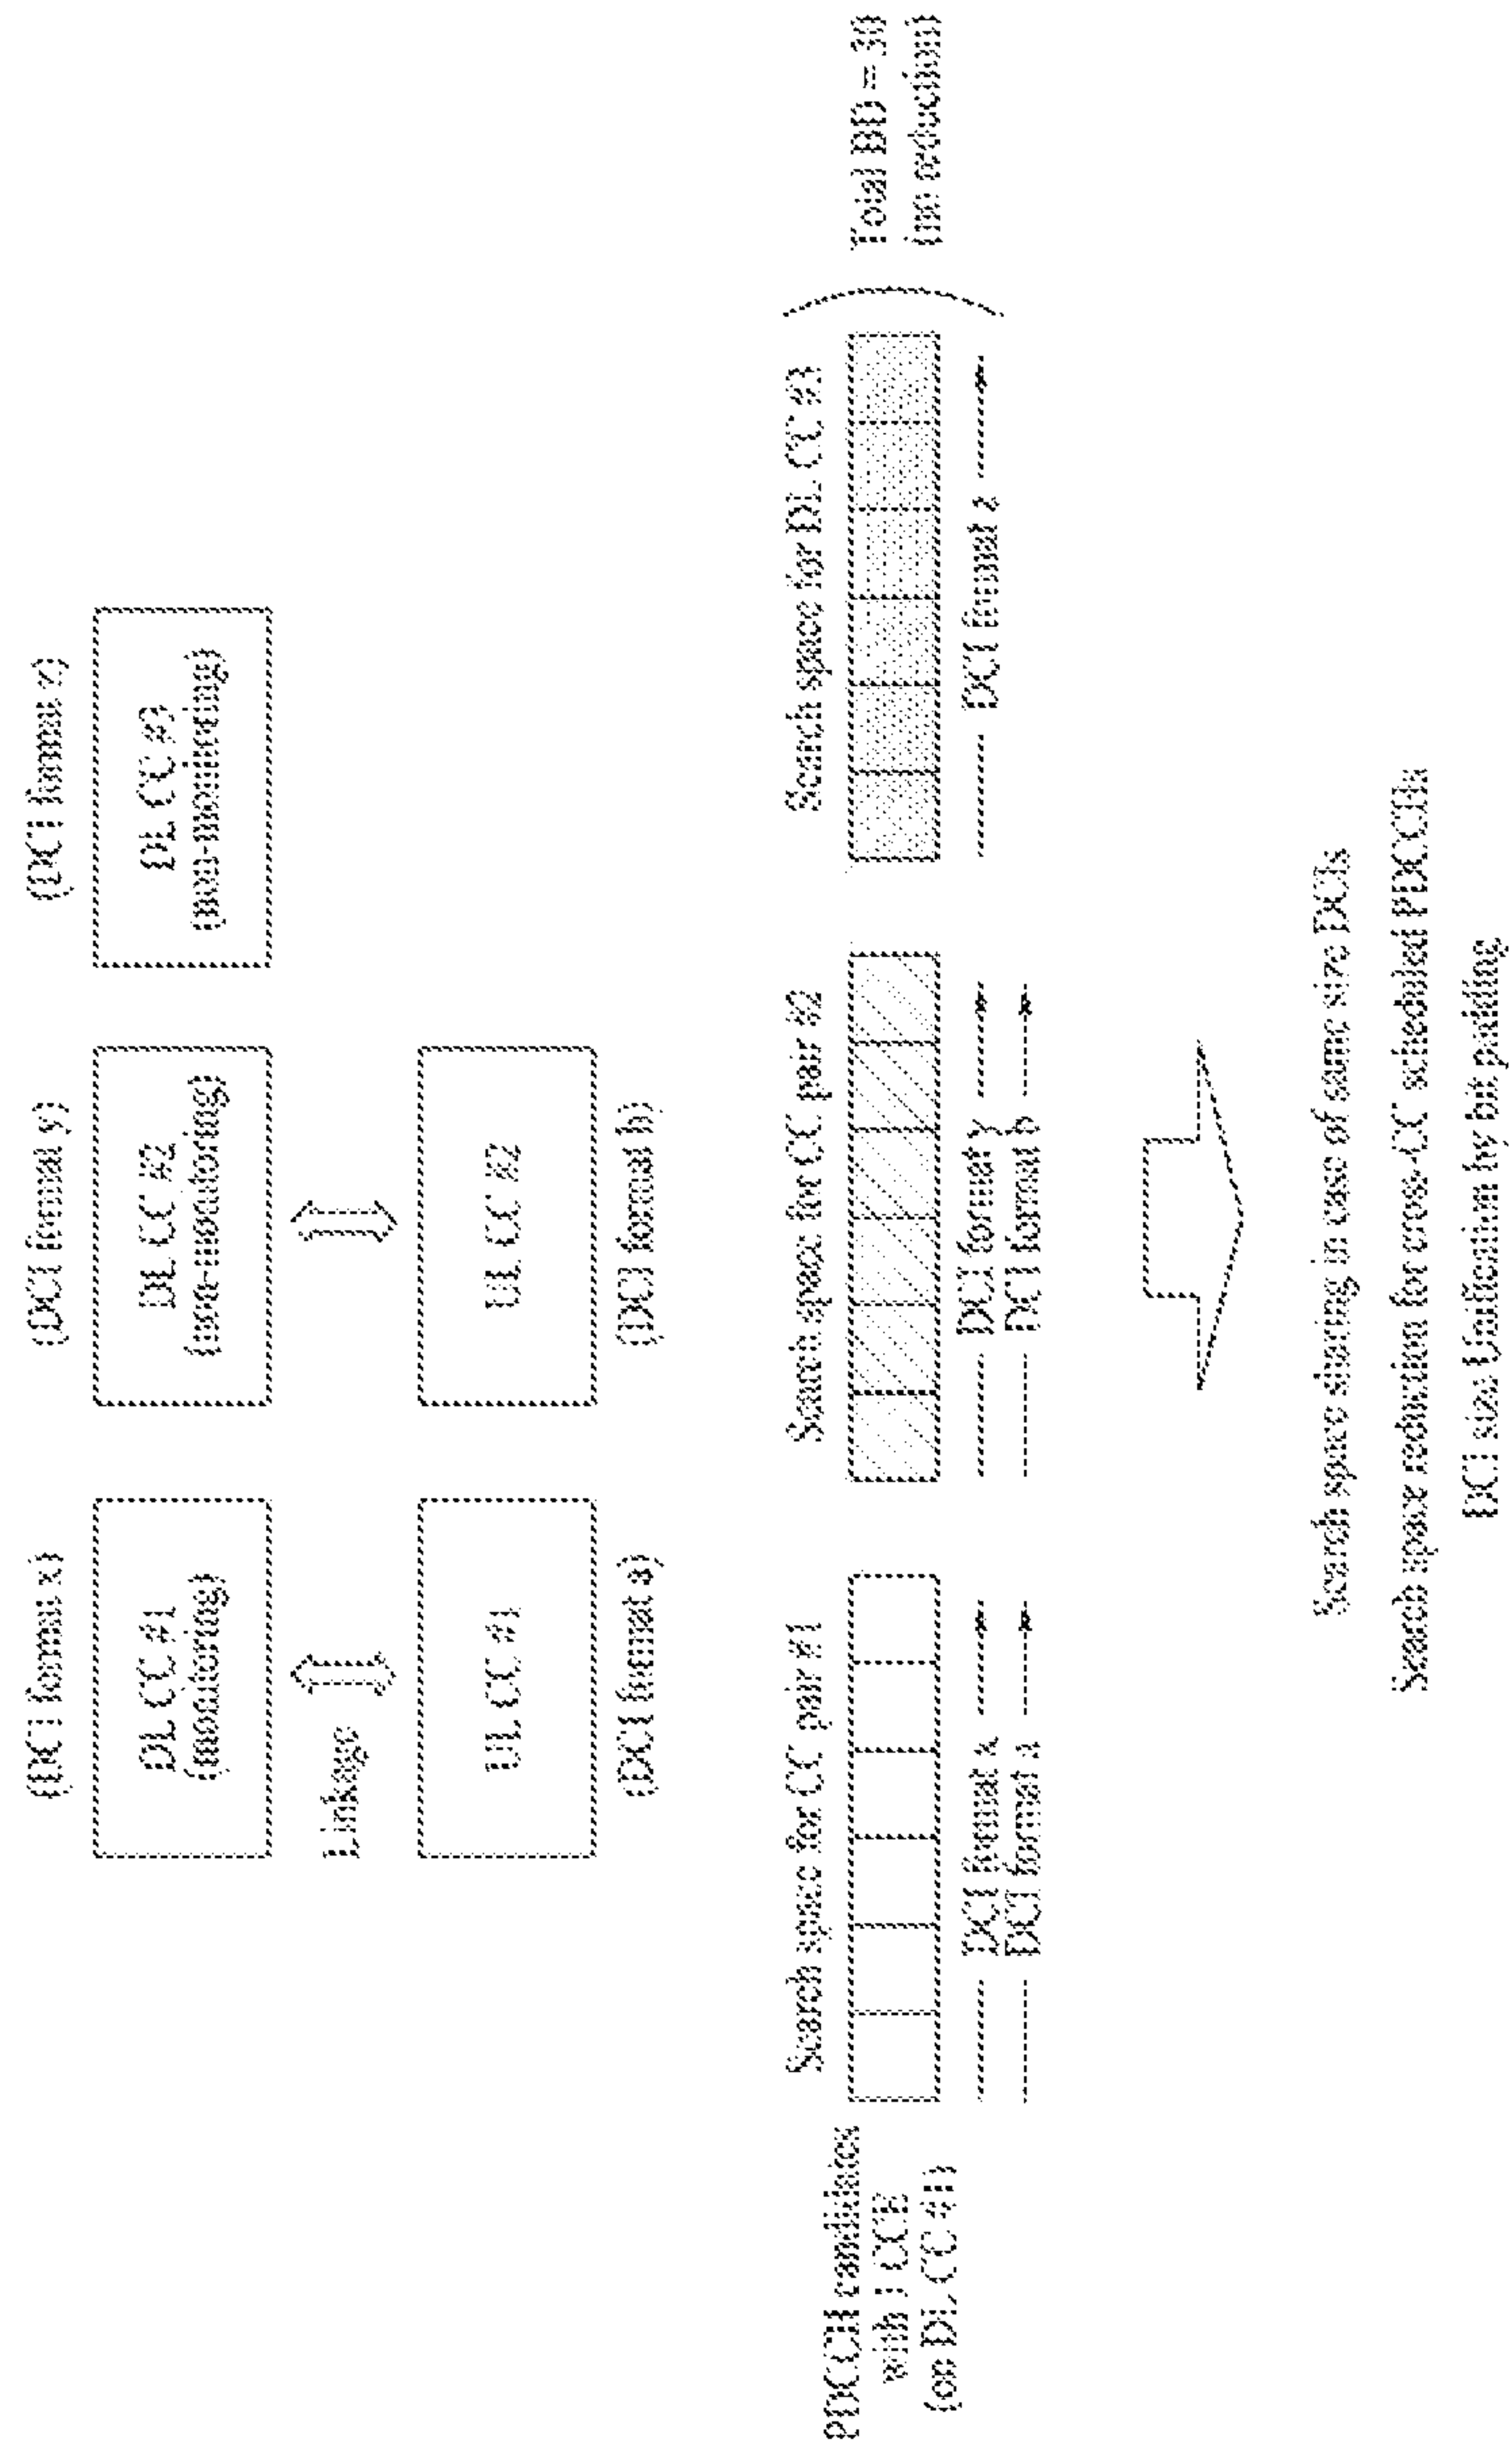 (DCI format x)
(DCI format y)
(DCI format z)
DL CC #1
(monitoring)
DL CC #2
(non-monitoring)
DL CC #3
(non-monitoring)
Linkage
UL CC #1
UL CC #2
(DCI format a)
(DCI format b)
Search space for CC pair #1
Search space for CC pair #2
Search space for DL CC #3
PDCCH candidates
with 1 CCE
(on DL CC #1)
Total BD = 30
(no reduction)
DCI format x
DCI format a
DCI format y
DCI format b
DCI format z
Search space sharing in case of same size DCIs
Search space reduction for cross-CC scheduled PDCCHs
DCI size Unification by bit padding